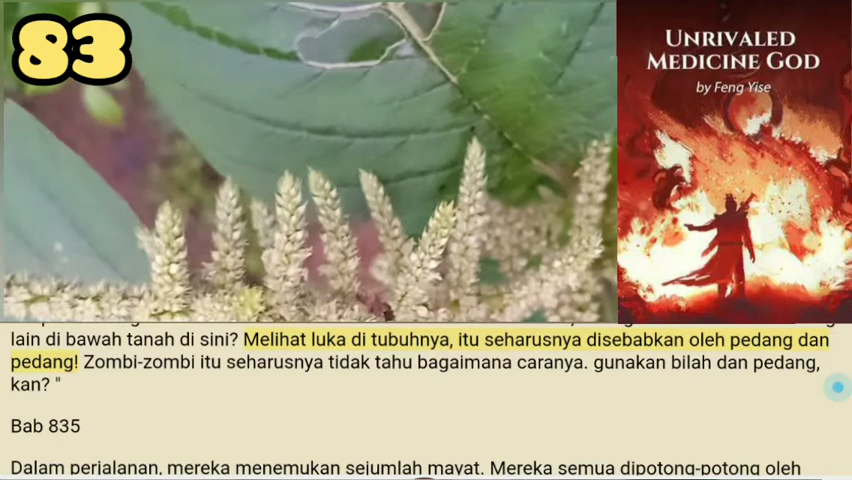 83
UNRIVALED
MEDICINE GOD
by Feng Yise
lain di bawah tanah di sini? Melihat luka di tubuhnya, itu seharusnya disebabkan oleh pedang dan
pedang! Zombi-zombi itu seharusnya tidak tahu bagaimana caranya. gunakan bilah dan pedang,
kan? "
Bab 835
Dalam perjalanan, mereka menemukan sejumlah mayat. Mereka semua dipotong-potong oleh